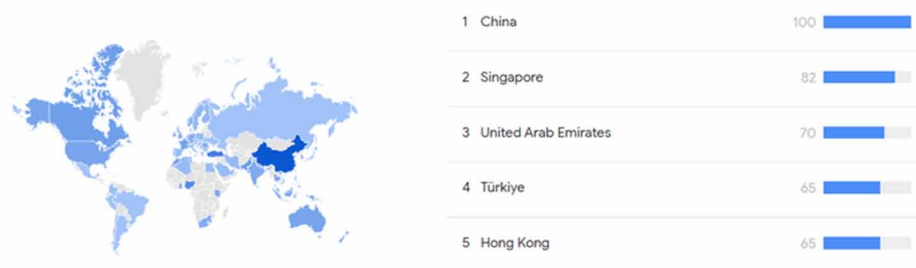 1 China 100
2 Singapore 82
3 United Arab Emirates 70
4 Türkiye 65
5 Hong Kong 65